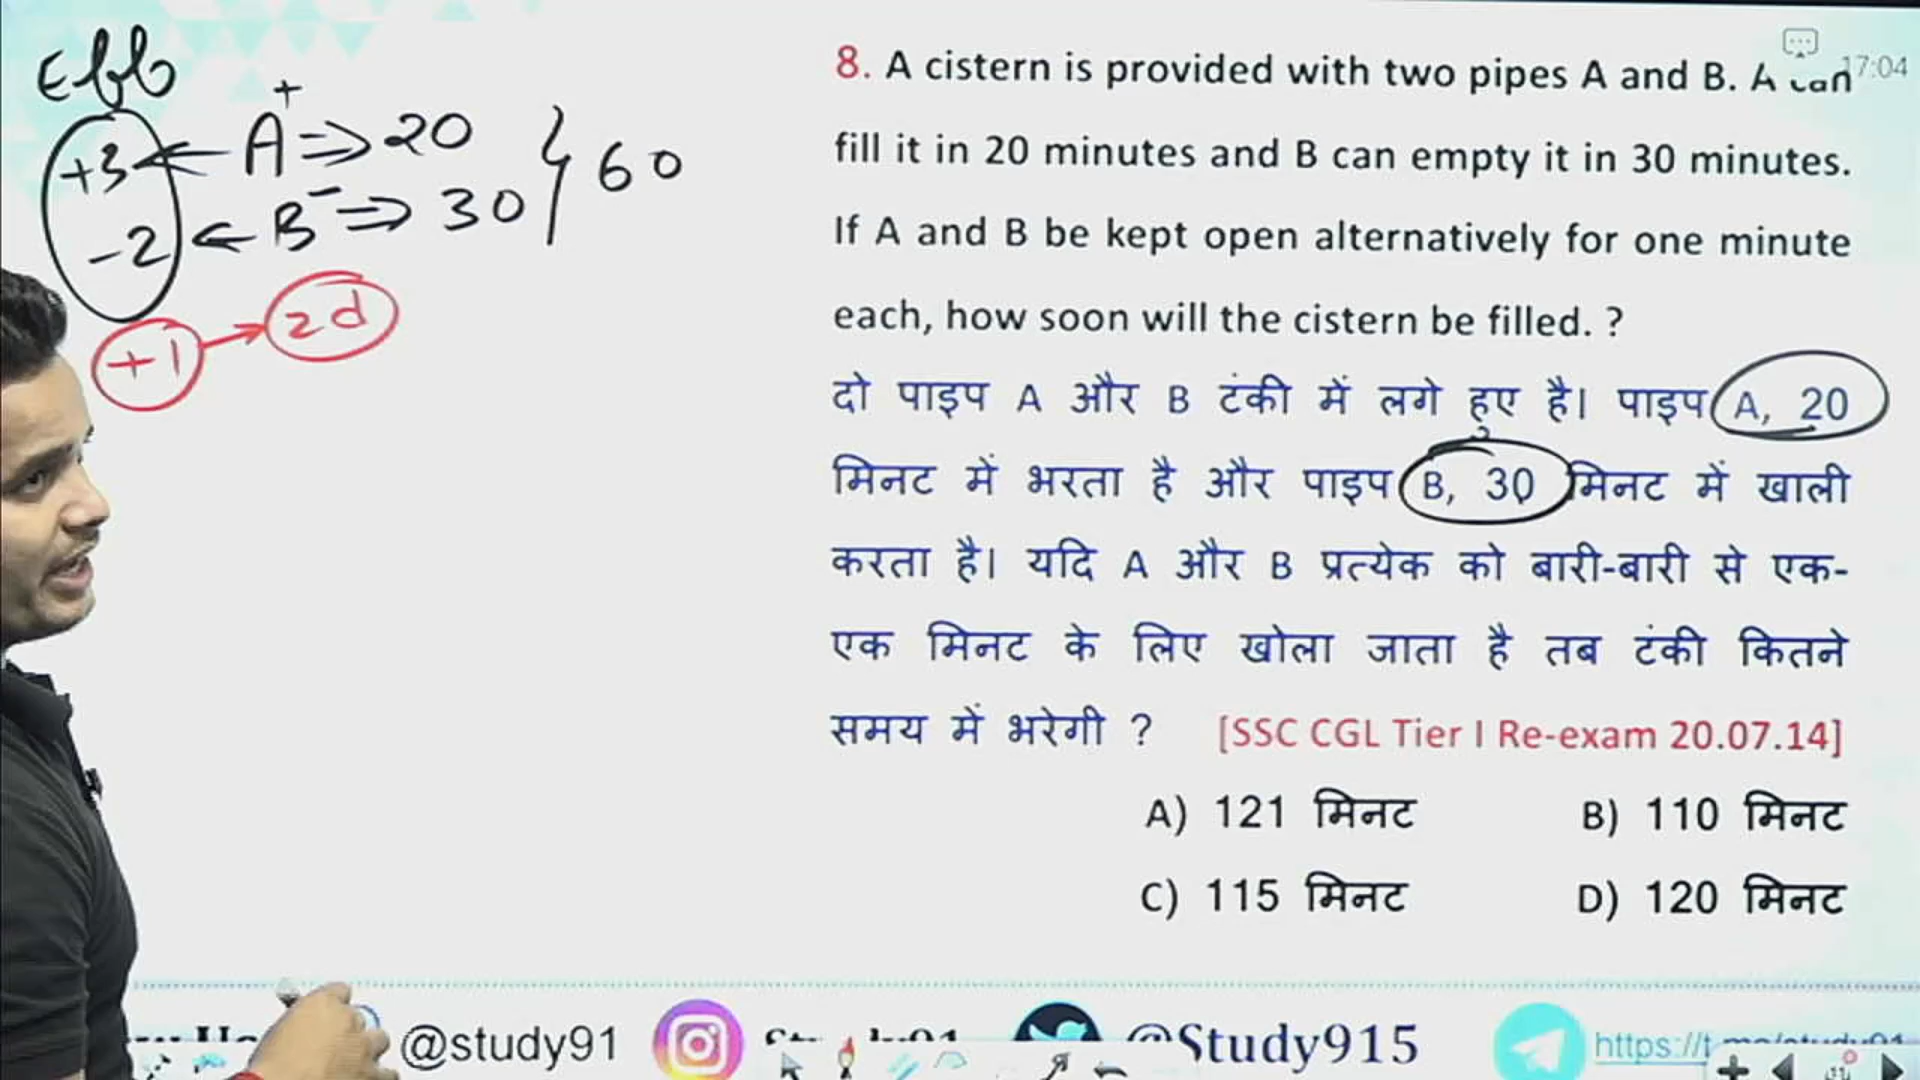 Eff
+
+3 ← A ⇒ 20
-2 ← B⁻ ⇒ 30 } 60
+1 → 2d
17:04
8. A cistern is provided with two pipes A and B. A can
fill it in 20 minutes and B can empty it in 30 minutes.
If A and B be kept open alternatively for one minute
each, how soon will the cistern be filled. ?
दो पाइप A और B टंकी में लगे हुए है। पाइप A, 20
मिनट में भरता है और पाइप B, 30 मिनट में खाली
करता है। यदि A और B प्रत्येक को बारी-बारी से एक-
एक मिनट के लिए खोला जाता है तब टंकी कितने
समय में भरेगी ? [SSC CGL Tier I Re-exam 20.07.14]
A) 121 मिनट B) 110 मिनट
C) 115 मिनट D) 120 मिनट
@study91 @Study915